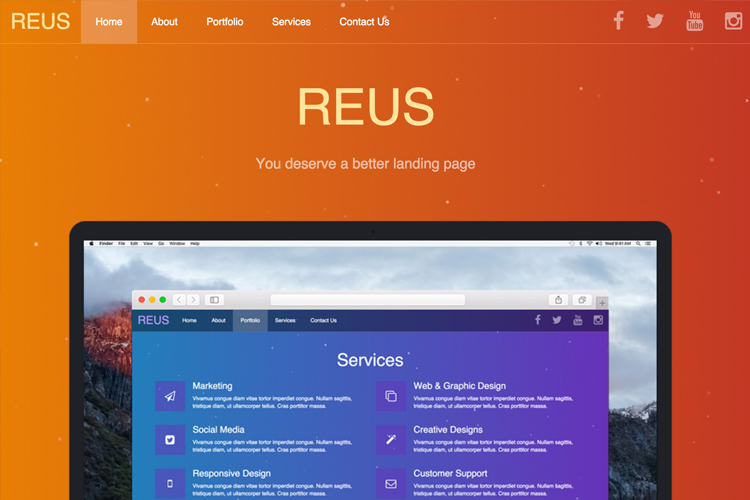 REUS Home About Portfolio Services Contact Us You Tube
REUS
You deserve a better landing page
Finder File Edit View Go Window Help Wed 9:41 AM
REUS Home About Portfolio Services Contact Us You Tube
Services
Marketing
Vivamus congue diam vitae tortor imperdiet congue. Nullam sagittis,
tristique diam, ut ullamcorper tellus. Cras porttitor massa.
Web & Graphic Design
Vivamus congue diam vitae tortor imperdiet congue. Nullam sagittis,
tristique diam, ut ullamcorper tellus. Cras porttitor massa.
Social Media
Vivamus congue diam vitae tortor imperdiet congue. Nullam sagittis,
tristique diam, ut ullamcorper tellus. Cras porttitor massa.
Creative Designs
Vivamus congue diam vitae tortor imperdiet congue. Nullam sagittis,
tristique diam, ut ullamcorper tellus. Cras porttitor massa.
Responsive Design
Vivamus congue diam vitae tortor imperdiet congue. Nullam sagittis,
tristique diam, ut ullamcorper tellus. Cras porttitor massa.
Customer Support
Vivamus congue diam vitae tortor imperdiet congue. Nullam sagittis,
tristique diam, ut ullamcorper tellus. Cras porttitor massa.